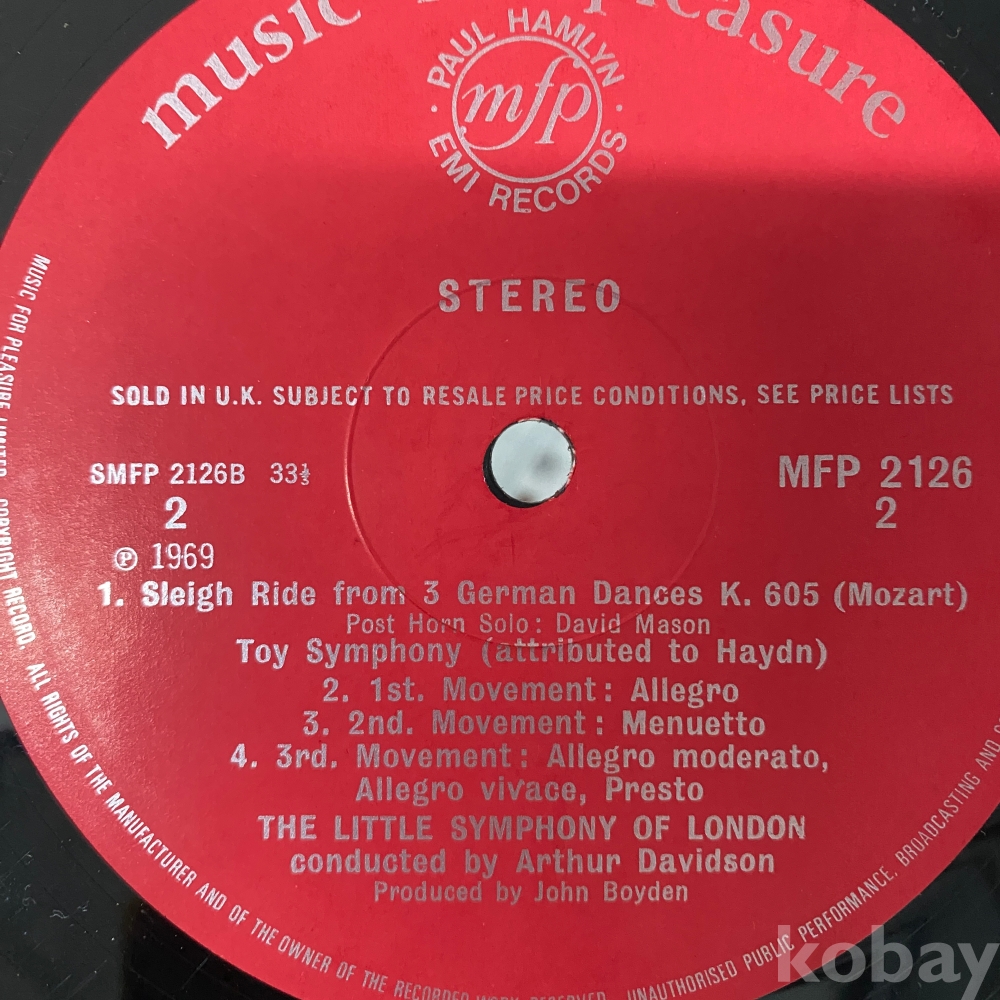 music pleasure
PAUL HAMLYN
mfp
EMI RECORDS
STEREO
SOLD IN U.K. SUBJECT TO RESALE PRICE CONDITIONS, SEE PRICE LISTS
SMFP 2126B 33⅓
2
MFP 2126
2
℗ 1969
1. Sleigh Ride from 3 German Dances K. 605 (Mozart)
Post Horn Solo: David Mason
Toy Symphony (attributed to Haydn)
2. 1st. Movement: Allegro
3. 2nd. Movement: Menuetto
4. 3rd. Movement: Allegro moderato,
Allegro vivace, Presto
THE LITTLE SYMPHONY OF LONDON
conducted by Arthur Davidson
Produced by John Boyden
MUSIC FOR PLEASURE LIMITED. COPYRIGHT RECORD. ALL RIGHTS OF THE MANUFACTURER AND OF THE OWNER OF THE RECORDED WORK RESERVED. UNAUTHORISED PUBLIC PERFORMANCE, BROADCASTING AND
kobay